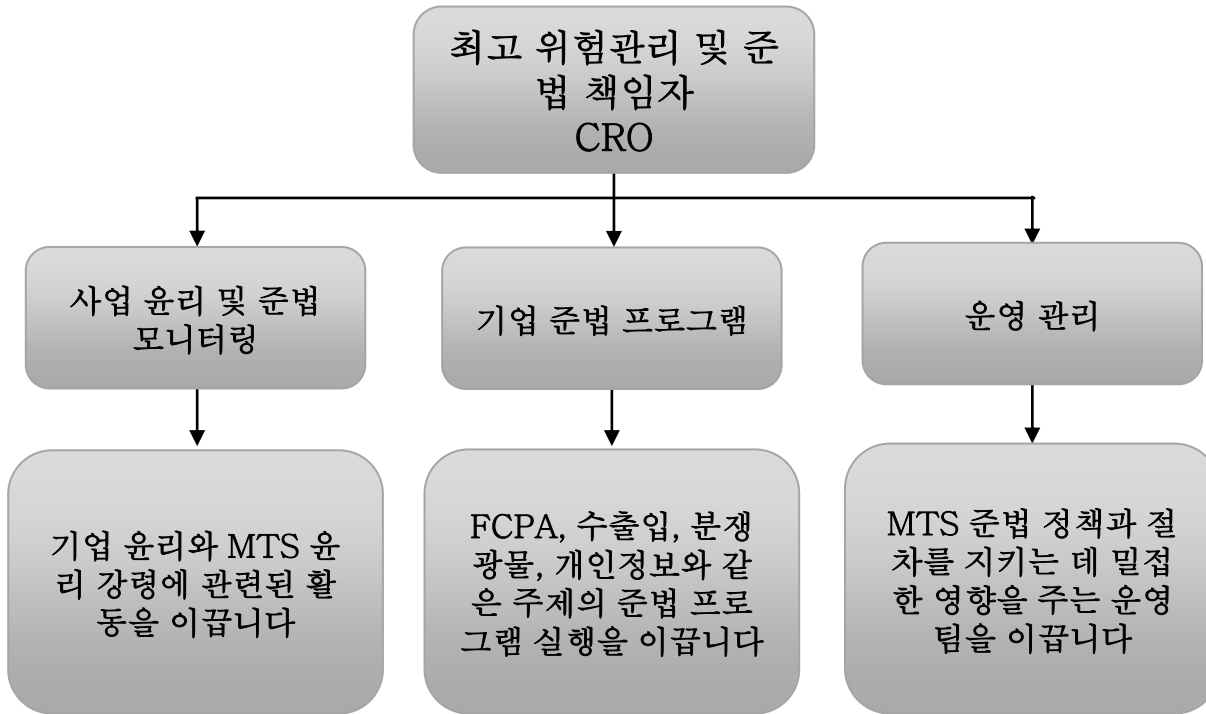 최고 위험관리 및 준
법 책임자
CRO
사업 윤리 및 준법
모니터링
기업 준법 프로그램
운영 관리
기업 윤리와 MTS 윤
리 강령에 관련된 활
동을 이끕니다
FCPA, 수출입, 분쟁
광물, 개인정보와 같
은 주제의 준법 프로
그램 실행을 이끕니다
MTS 준법 정책과 절
차를 지키는 데 밀접
한 영향을 주는 운영
팀을 이끕니다